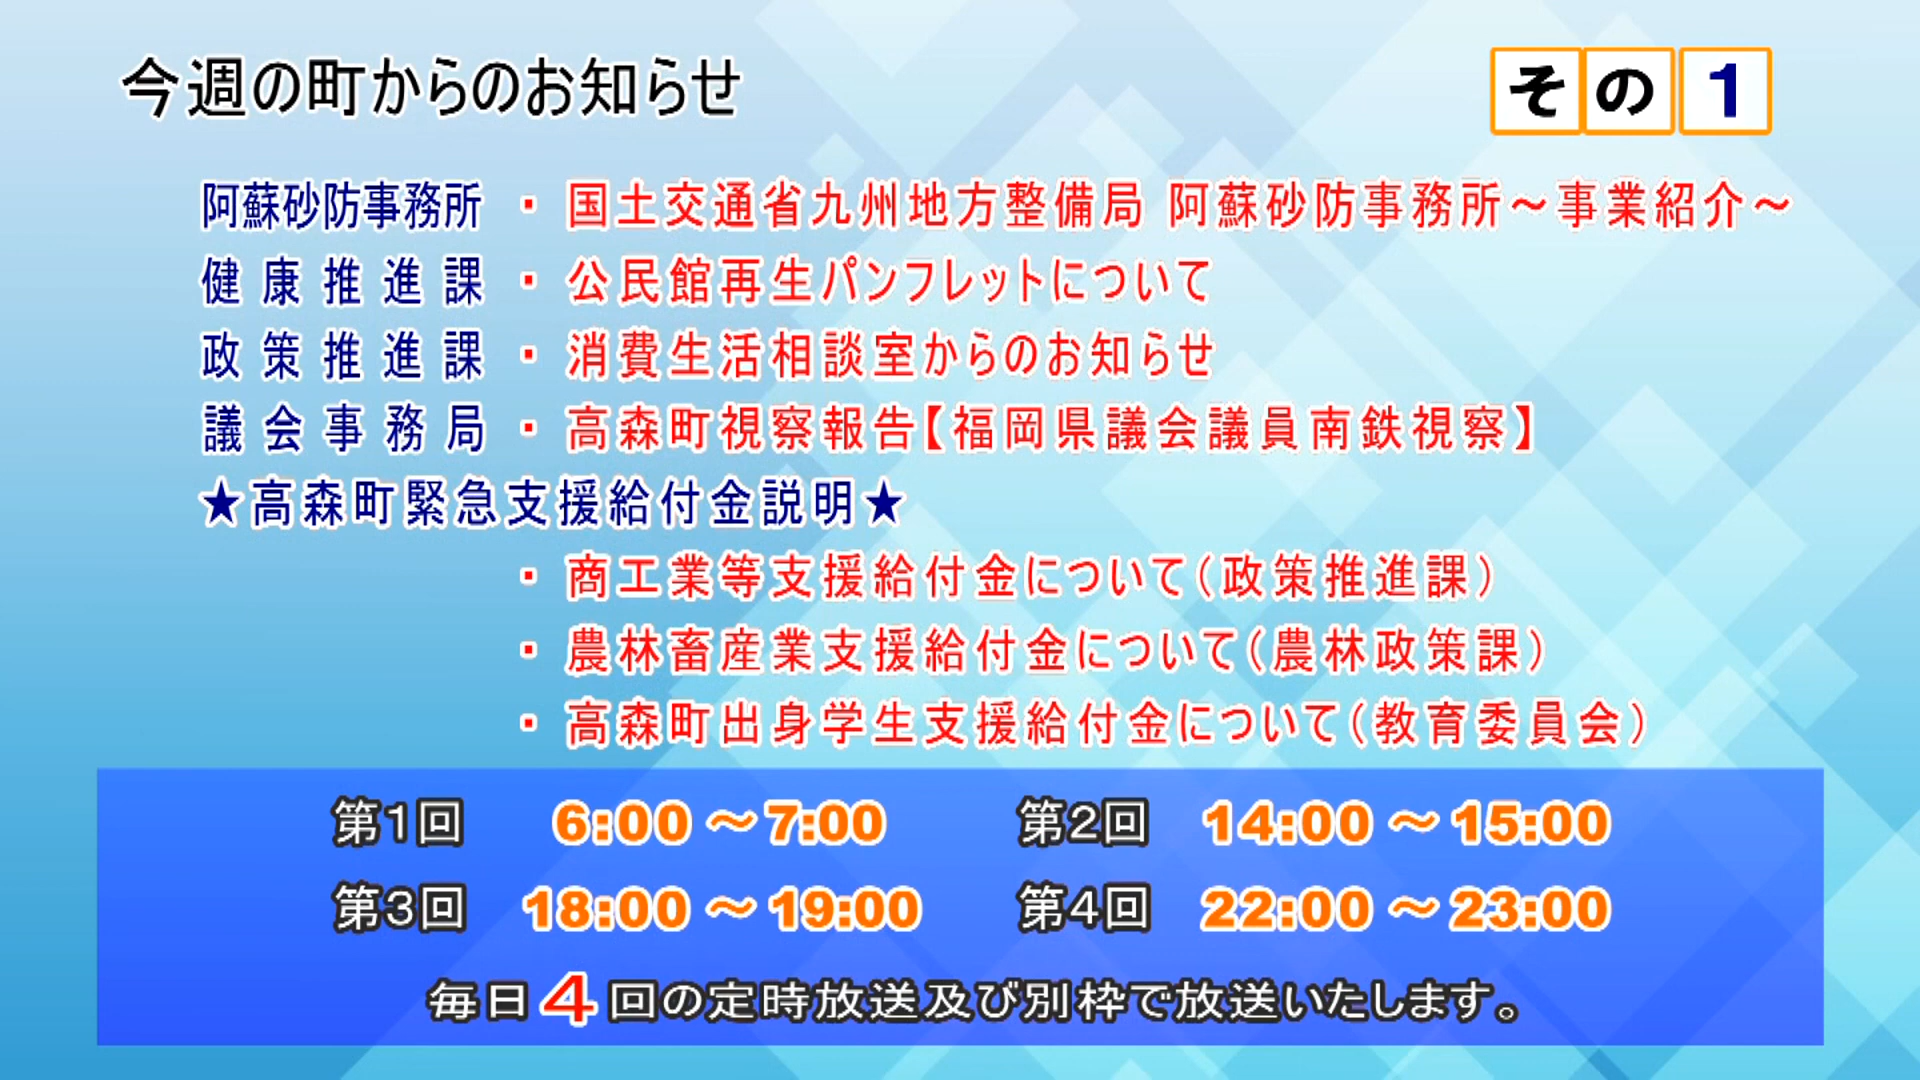 今週の町からのお知らせ
その1
阿蘇砂防事務所 ・ 国土交通省九州地方整備局 阿蘇砂防事務所～事業紹介～
健康推進課 ・ 公民館再生パンフレットについて
政策推進課 ・ 消費生活相談室からのお知らせ
議会事務局 ・ 高森町視察報告【福岡県議会議員南鉄視察】
★高森町緊急支援給付金説明★
・ 商工業等支援給付金について(政策推進課)
・ 農林畜産業支援給付金について(農林政策課)
・ 高森町出身学生支援給付金について(教育委員会)
第1回 6:00 ～ 7:00 第2回 14:00 ～ 15:00
第3回 18:00 ～ 19:00 第4回 22:00 ～ 23:00
毎日4回の定時放送及び別枠で放送いたします。